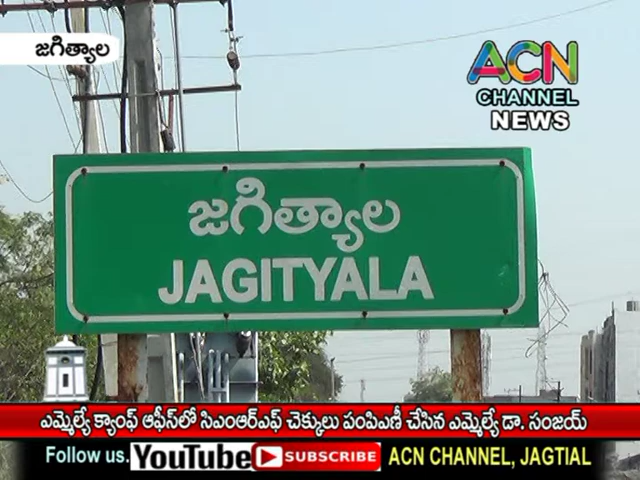 జగిత్యాల
ACN
CHANNEL
NEWS
జగిత్యాల
JAGITYALA
ఎమ్మెల్యే క్యాంప్ ఆఫీస్‌లో సిఎంఆర్ఎఫ్ చెక్కులు పంపిణీ చేసిన ఎమ్మెల్యే డా. సంజయ్
Follow us. YouTube SUBSCRIBE ACN CHANNEL, JAGTIAL